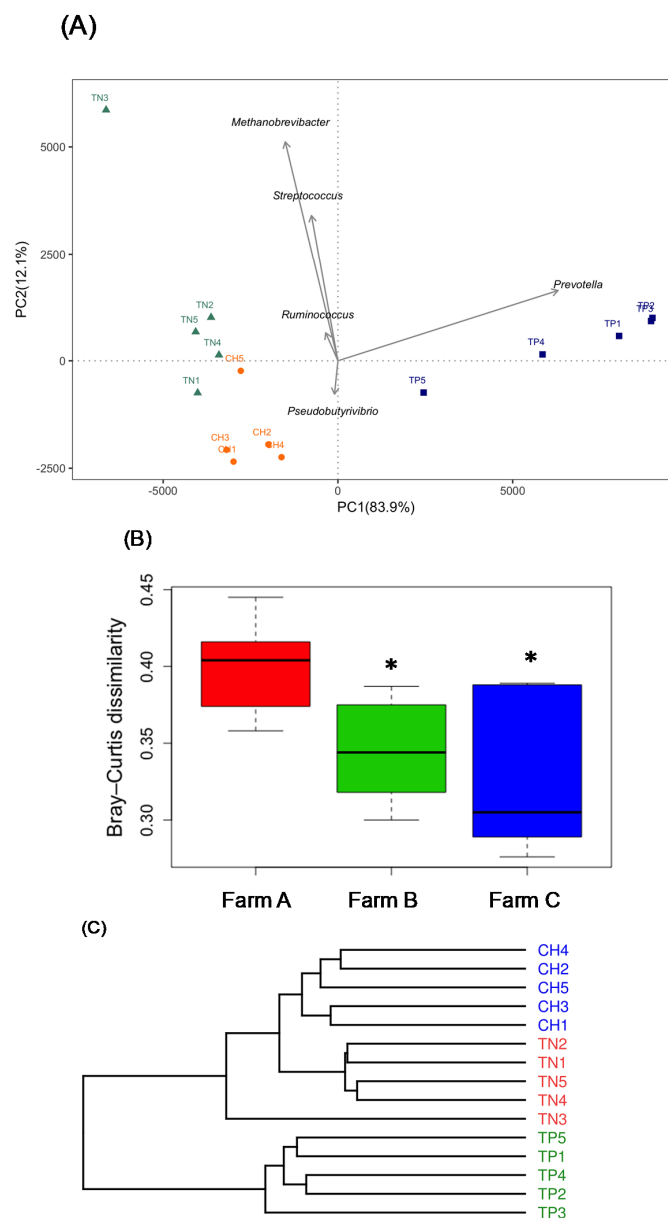 (A)
TN3
Methanobrevibacter
5000
Streptococcus
PC2(12.1%)
2500
Prevotella
TN2
TP2
TP3
Ruminococcus
TN5
TP1
TN4
TP4
0
CH5
TN1
TP5
Pseudobutyrivibrio
CH3
CH2
CH1
CH4
-2500
-5000
0
5000
PC1(83.9%)
(B)
Bray–Curtis dissimilarity
0.45
0.40
0.35
0.30
*
*
Farm A
Farm B
Farm C
(C)
CH4
CH2
CH5
CH3
CH1
TN2
TN1
TN5
TN4
TN3
TP5
TP1
TP4
TP2
TP3